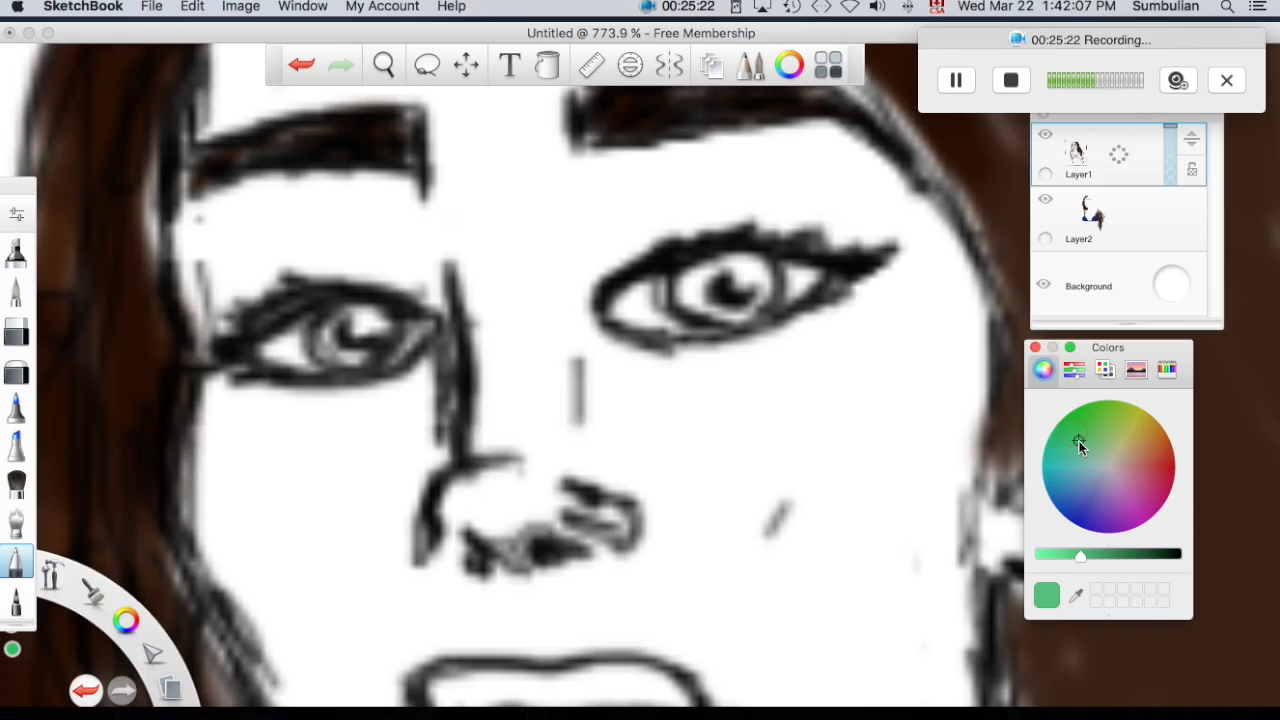 SketchBook File Edit Image Window My Account Help 00:25:22 Wed Mar 22 1:42:07 PM Sumbulian
Untitled @ 773.9 % - Free Membership
00:25:22 Recording...
T
Layer1
Layer2
Background
Colors